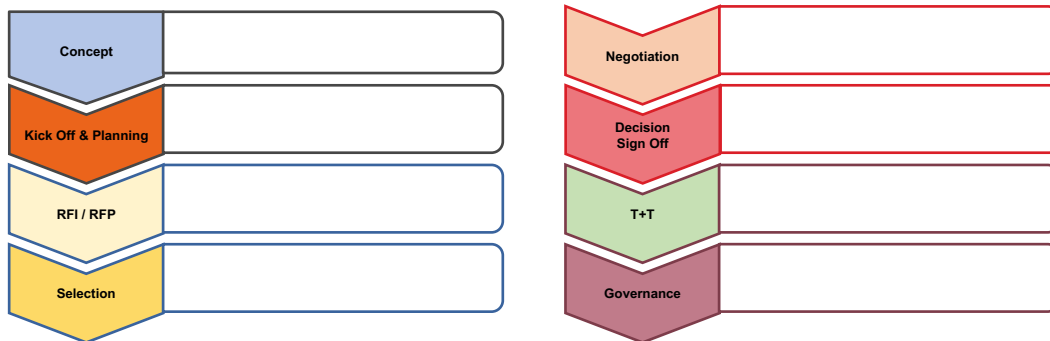 Concept
Kick Off & Planning
RFI / RFP
Selection
Negotiation
Decision
Sign Off
T+T
Governance